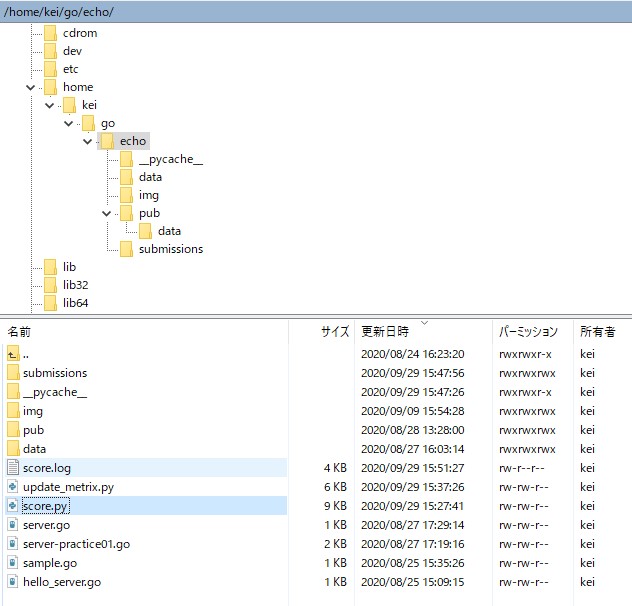 /home/kei/go/echo/
cdrom
dev
etc
home
kei
go
echo
__pycache__
data
img
pub
data
submissions
lib
lib32
lib64
名前 サイズ 更新日時 パーミッション 所有者
.. 2020/08/24 16:23:20 rwxrwxr-x kei
submissions 2020/09/29 15:47:56 rwxrwxrwx kei
__pycache__ 2020/09/29 15:47:26 rwxrwxr-x kei
img 2020/09/09 15:54:28 rwxrwxrwx kei
pub 2020/08/28 13:28:00 rwxrwxrwx kei
data 2020/08/27 16:03:14 rwxrwxrwx kei
score.log 4 KB 2020/09/29 15:51:27 rw-r--r-- kei
update_metrix.py 6 KB 2020/09/29 15:37:26 rw-rw-r-- kei
score.py 9 KB 2020/09/29 15:27:41 rw-rw-r-- kei
server.go 1 KB 2020/08/27 17:29:14 rw-rw-r-- kei
server-practice01.go 2 KB 2020/08/27 17:19:16 rw-rw-r-- kei
sample.go 1 KB 2020/08/25 15:35:26 rw-rw-r-- kei
hello_server.go 1 KB 2020/08/25 15:09:15 rw-rw-r-- kei